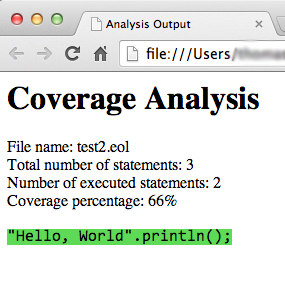 Analysis Output
file:///Users/
Coverage Analysis
File name: test2.eol
Total number of statements: 3
Number of executed statements: 2
Coverage percentage: 66%
"Hello, World".println();